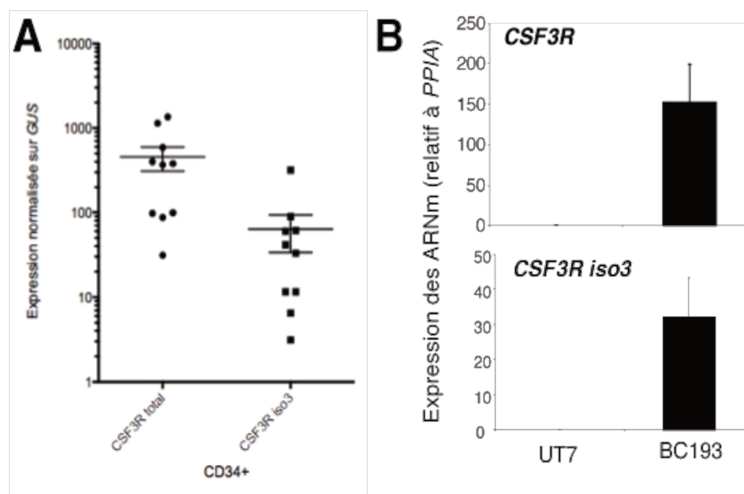 A
Expression normalisée sur GUS
10000
1000
100
10
1
CSF3R total
CSF3R iso3
CD34+
B
Expression des ARNm (relatif à PPIA)
CSF3R
250
200
150
100
50
0
CSF3R iso3
50
40
30
20
10
0
UT7
BC193